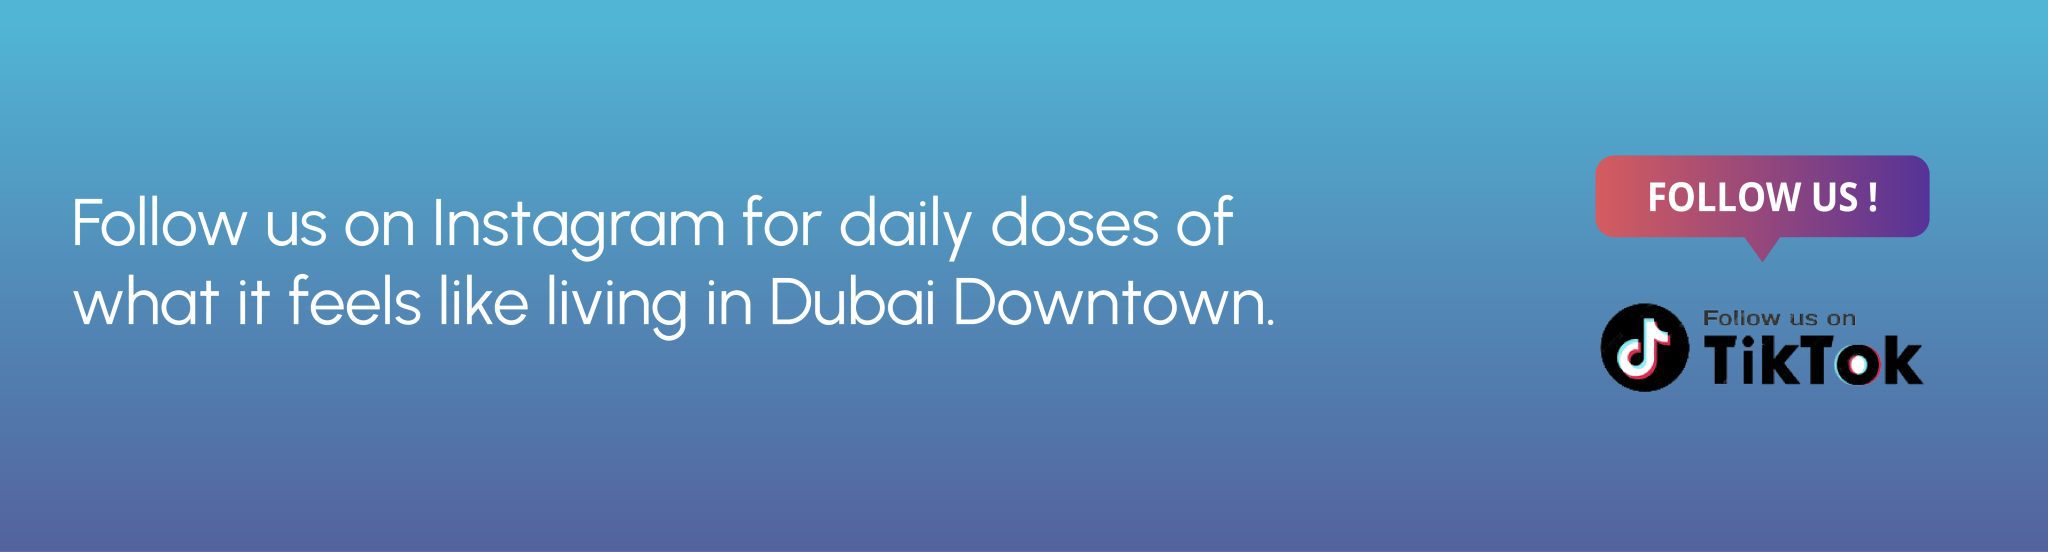 Follow us on Instagram for daily doses of
what it feels like living in Dubai Downtown.
FOLLOW US !
Follow us on
TikTok